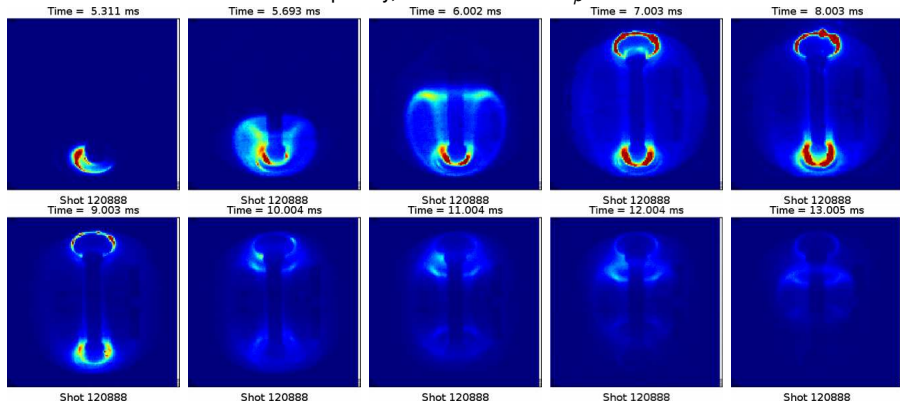 Time = 5.311 ms
Time = 5.693 ms
Time = 6.002 ms
Time = 7.003 ms
Time = 8.003 ms
Shot 120888
Shot 120888
Shot 120888
Shot 120888
Shot 120888
Time = 9.003 ms
Time = 10.004 ms
Time = 11.004 ms
Time = 12.004 ms
Time = 13.005 ms
Shot 120888
Shot 120888
Shot 120888
Shot 120888
Shot 120888